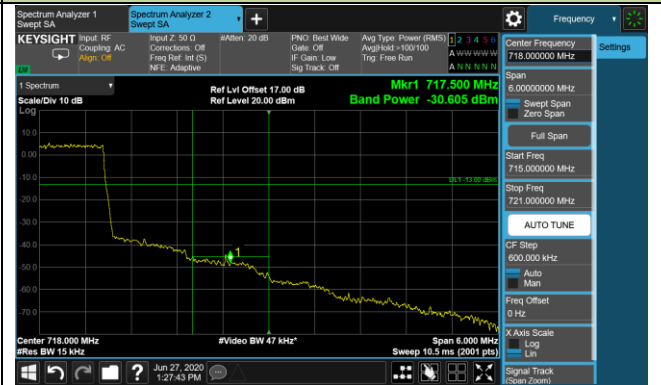 Spectrum Analyzer 1
Swept SA
Spectrum Analyzer 2
Swept SA
+
Frequency
KEYSIGHT
Input: RF
Coupling: AC
Align: Off
Input Z: 50 Ω
Corrections: Off
Freq Ref: Int (S)
NFE: Adaptive
#Atten: 20 dB
PNO: Best Wide
Gate: Off
IF Gain: Low
Sig Track: Off
Avg Type: Power (RMS)
Avg|Hold:>100/100
Trig: Free Run
1 2 3 4 5 6
A W W W W W
A N N N N N
1 Spectrum
Scale/Div 10 dB
Ref Lvl Offset 17.00 dB
Ref Level 20.00 dBm
Mkr1 717.500 MHz
Band Power -30.605 dBm
Log
10.0
0.00
-10.0
-20.0
-30.0
-40.0
-50.0
-60.0
-70.0
DL1 -13.00 dBm
1
Center 718.000 MHz
#Res BW 15 kHz
#Video BW 47 kHz*
Span 6.000 MHz
Sweep 10.5 ms (2001 pts)
Jun 27, 2020
1:27:43 PM
Center Frequency
718.000000 MHz
Settings
Span
6.00000000 MHz
Swept Span
Zero Span
Full Span
Start Freq
715.000000 MHz
Stop Freq
721.000000 MHz
AUTO TUNE
CF Step
600.000 kHz
Auto
Man
Freq Offset
0 Hz
X Axis Scale
Log
Lin
Signal Track
(Span Zoom)